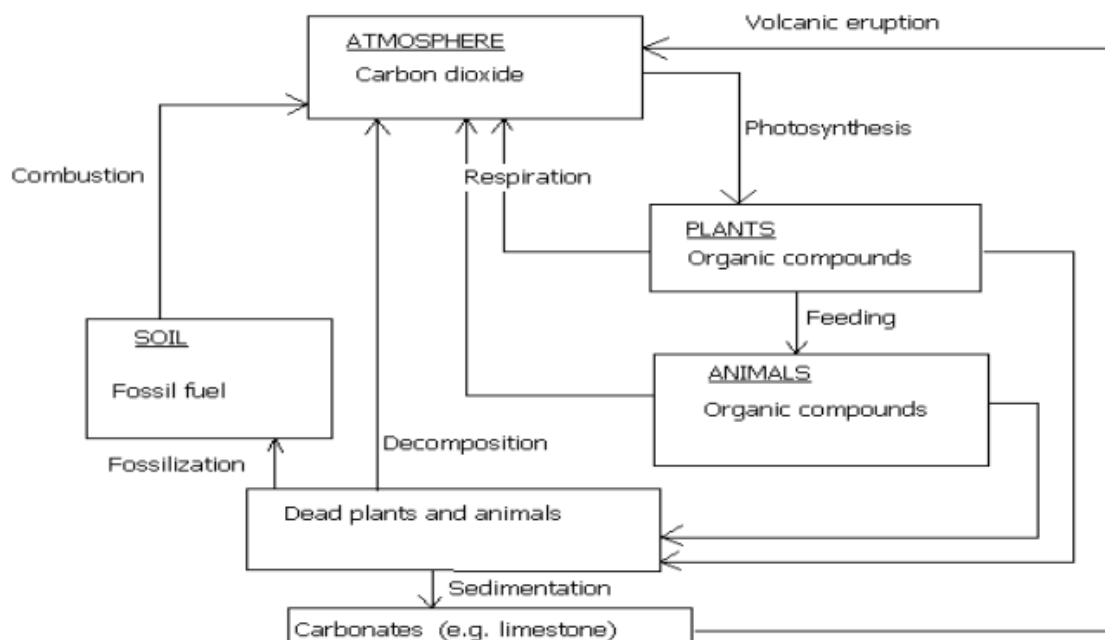 Volcanic eruption
ATMOSPHERE
Carbon dioxide
Photosynthesis
Combustion
Respiration
PLANTS
Organic compounds
Feeding
SOIL
Fossil fuel
ANIMALS
Organic compounds
Decomposition
Fossilization
Dead plants and animals
Sedimentation
Carbonates (e.g. limestone)